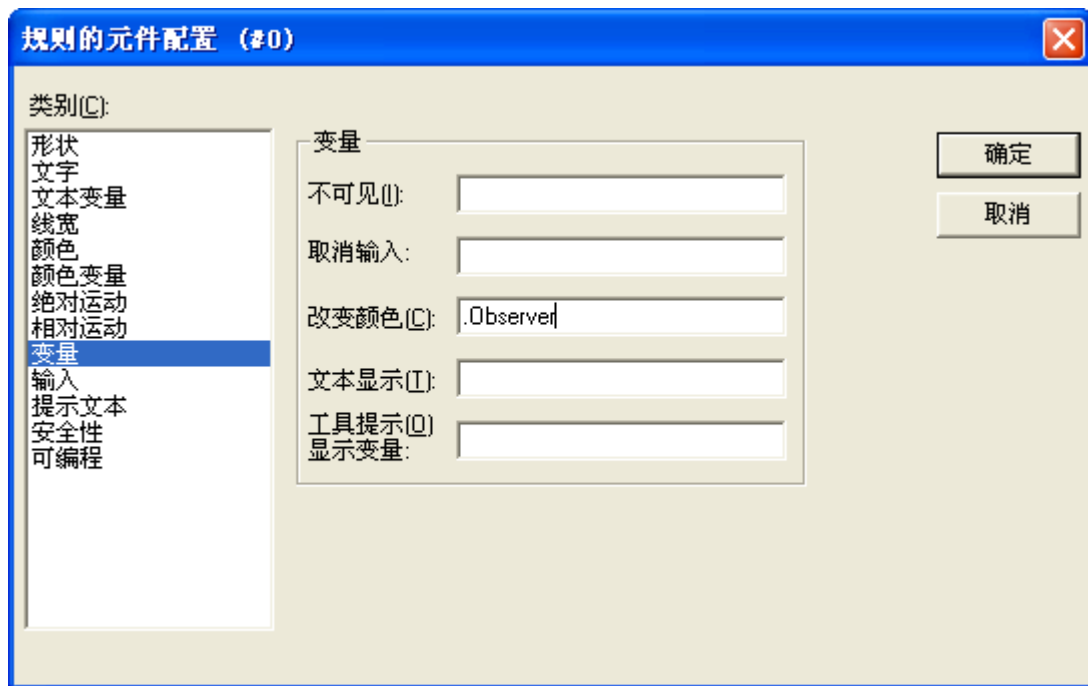 规则的元件配置 (#0)
类别(C):
形状
文字
文本变量
线宽
颜色
颜色变量
绝对运动
相对运动
变量
输入
提示文本
安全性
可编程
变量
不可见(I):
取消输入:
改变颜色(C): .Observer
文本显示(T):
工具提示(O)
显示变量:
确定
取消